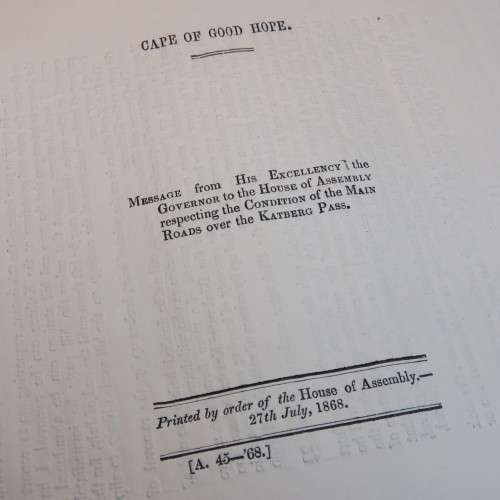 CAPE OF GOOD HOPE.
MESSAGE from HIS EXCELLENCY the
GOVERNOR to the HOUSE OF ASSEMBLY
respecting the CONDITION of the MAIN
ROADS over the KATBERG PASS.
Printed by order of the House of Assembly.—
27th July, 1868.
[A. 45—'68.]